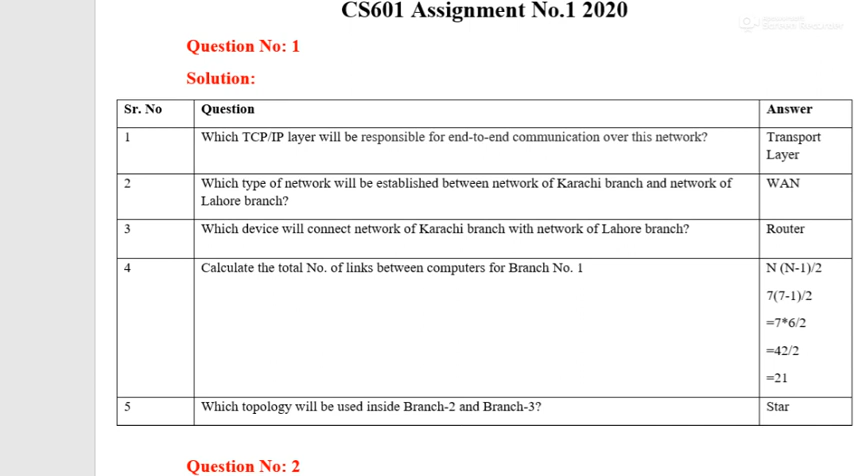 CS601 Assignment No.1 2020
Screen Recorder
Question No: 1
Solution:
Sr. No Question Answer
1 Which TCP/IP layer will be responsible for end-to-end communication over this network? Transport
Layer
2 Which type of network will be established between network of Karachi branch and network of WAN
Lahore branch?
3 Which device will connect network of Karachi branch with network of Lahore branch? Router
4 Calculate the total No. of links between computers for Branch No. 1 N (N-1)/2
7(7-1)/2
=7*6/2
=42/2
=21
5 Which topology will be used inside Branch-2 and Branch-3? Star
Question No: 2